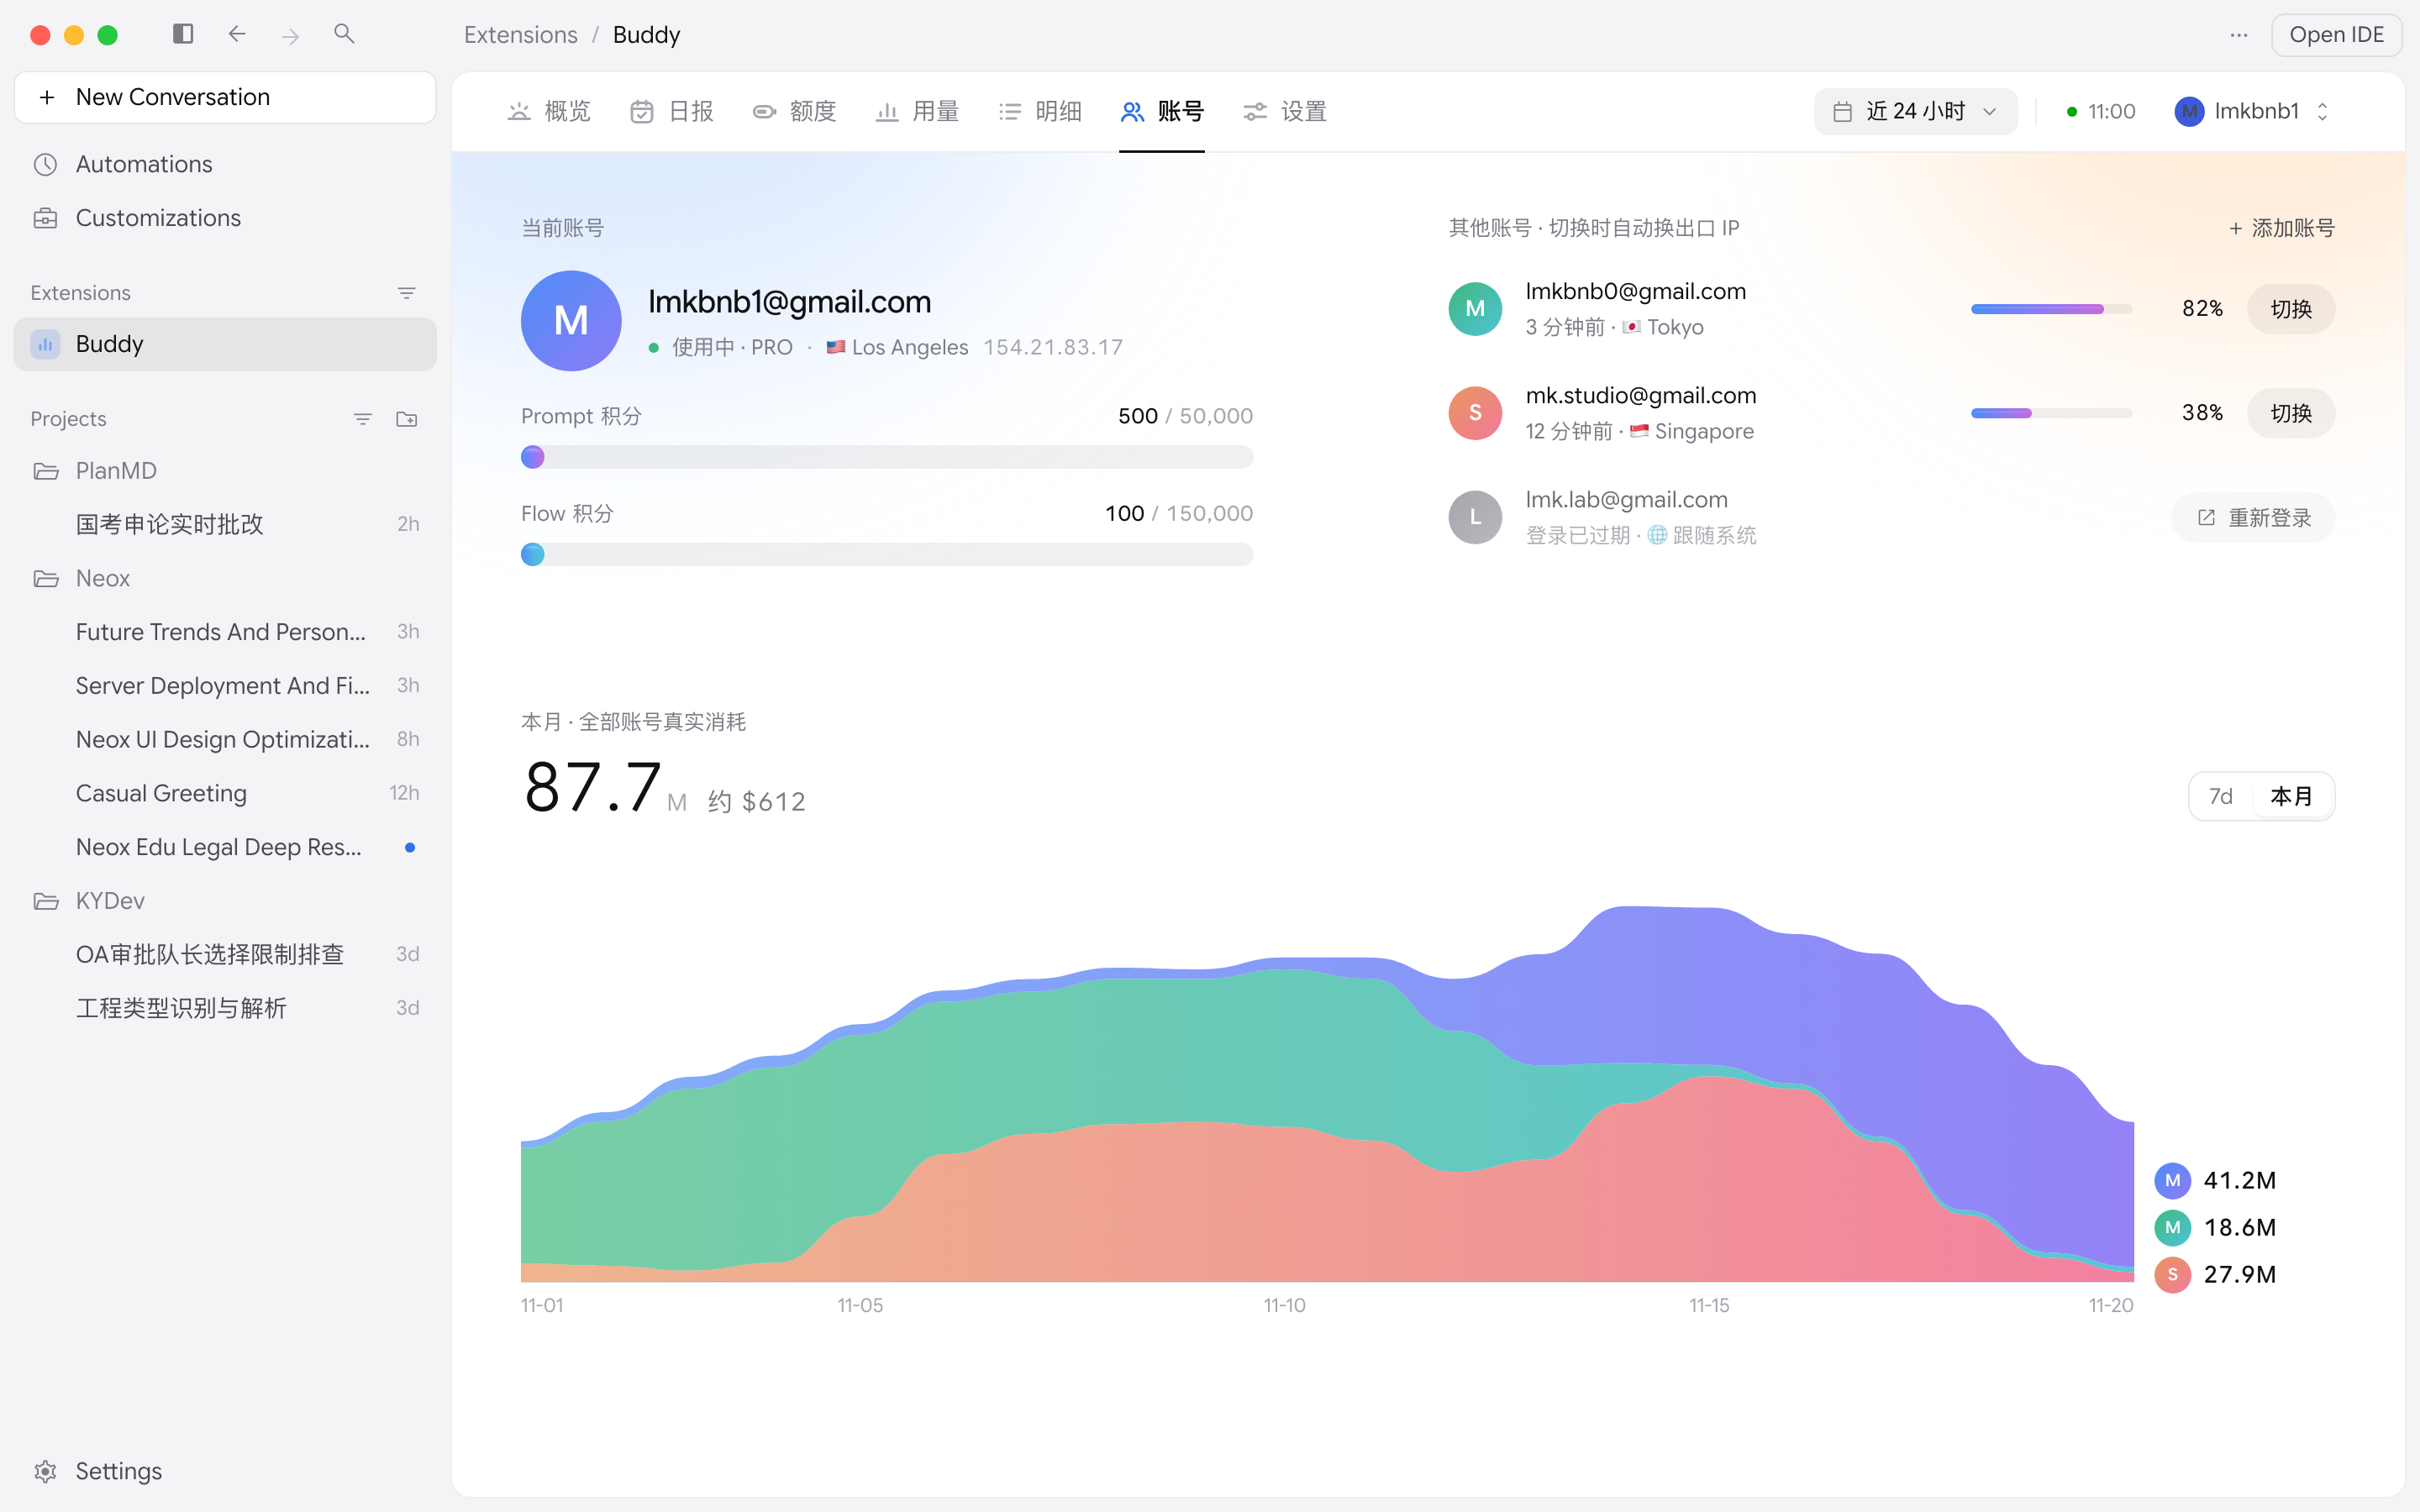 Extensions / Buddy
··· Open IDE
+ New Conversation
Automations
Customizations
Extensions
Buddy
Projects
PlanMD
国考申论实时批改 2h
Neox
Future Trends And Person... 3h
Server Deployment And Fi... 3h
Neox UI Design Optimizati... 8h
Casual Greeting 12h
Neox Edu Legal Deep Res...
KYDev
OA审批队长选择限制排查 3d
工程类型识别与解析 3d
Settings
概览 日报 额度 用量 明细 账号 设置
近 24 小时 11:00 M lmkbnb1
当前账号
M
lmkbnb1@gmail.com
使用中 · PRO · 🇺🇸 Los Angeles 154.21.83.17
Prompt 积分 500 / 50,000
Flow 积分 100 / 150,000
其他账号 · 切换时自动换出口 IP
+ 添加账号
M
lmkbnb0@gmail.com
3 分钟前 · 🇯🇵 Tokyo
82% 切换
S
mk.studio@gmail.com
12 分钟前 · 🇸🇬 Singapore
38% 切换
L
lmk.lab@gmail.com
登录已过期 · 🌐 跟随系统
重新登录
本月 · 全部账号真实消耗
87.7 M 约 $612
7d 本月
M 41.2M
M 18.6M
S 27.9M
11-01 11-05 11-10 11-15 11-20